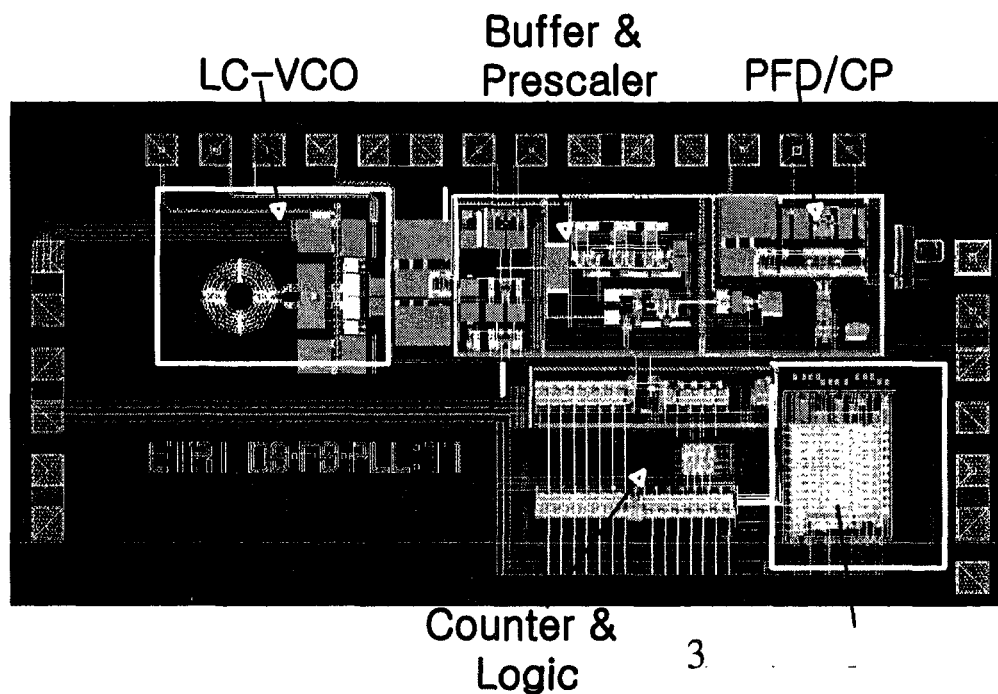 Buffer &
Prescaler
LC-VCO
PFD/CP
Counter &
Logic
3